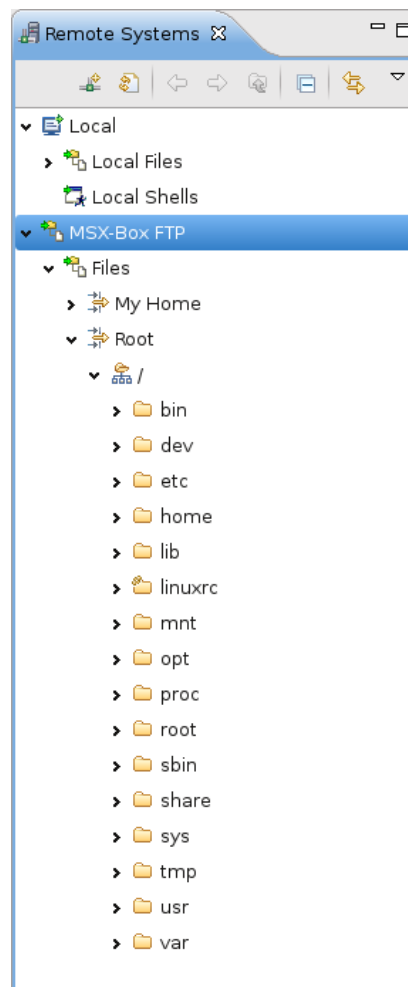 Remote Systems
Local
Local Files
Local Shells
MSX-Box FTP
Files
My Home
Root
/
bin
dev
etc
home
lib
linuxrc
mnt
opt
proc
root
sbin
share
sys
tmp
usr
var